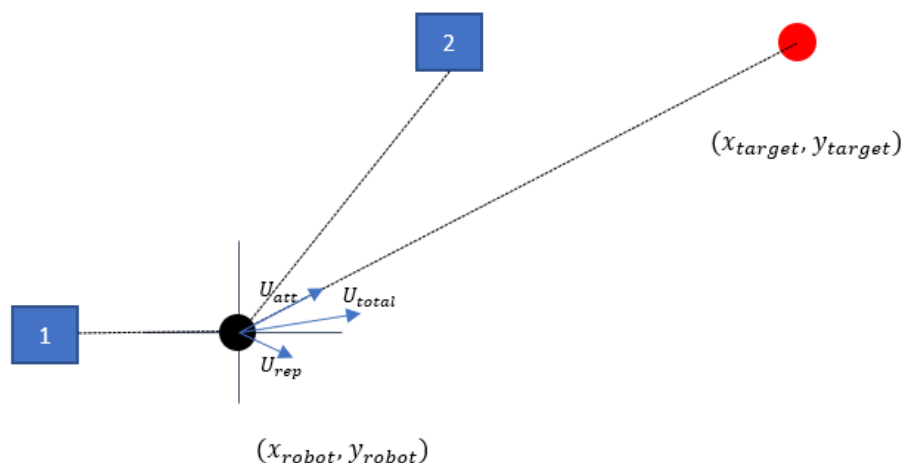 2
(x_target, y_target)
U_att
U_total
1
U_rep
(x_robot, y_robot)